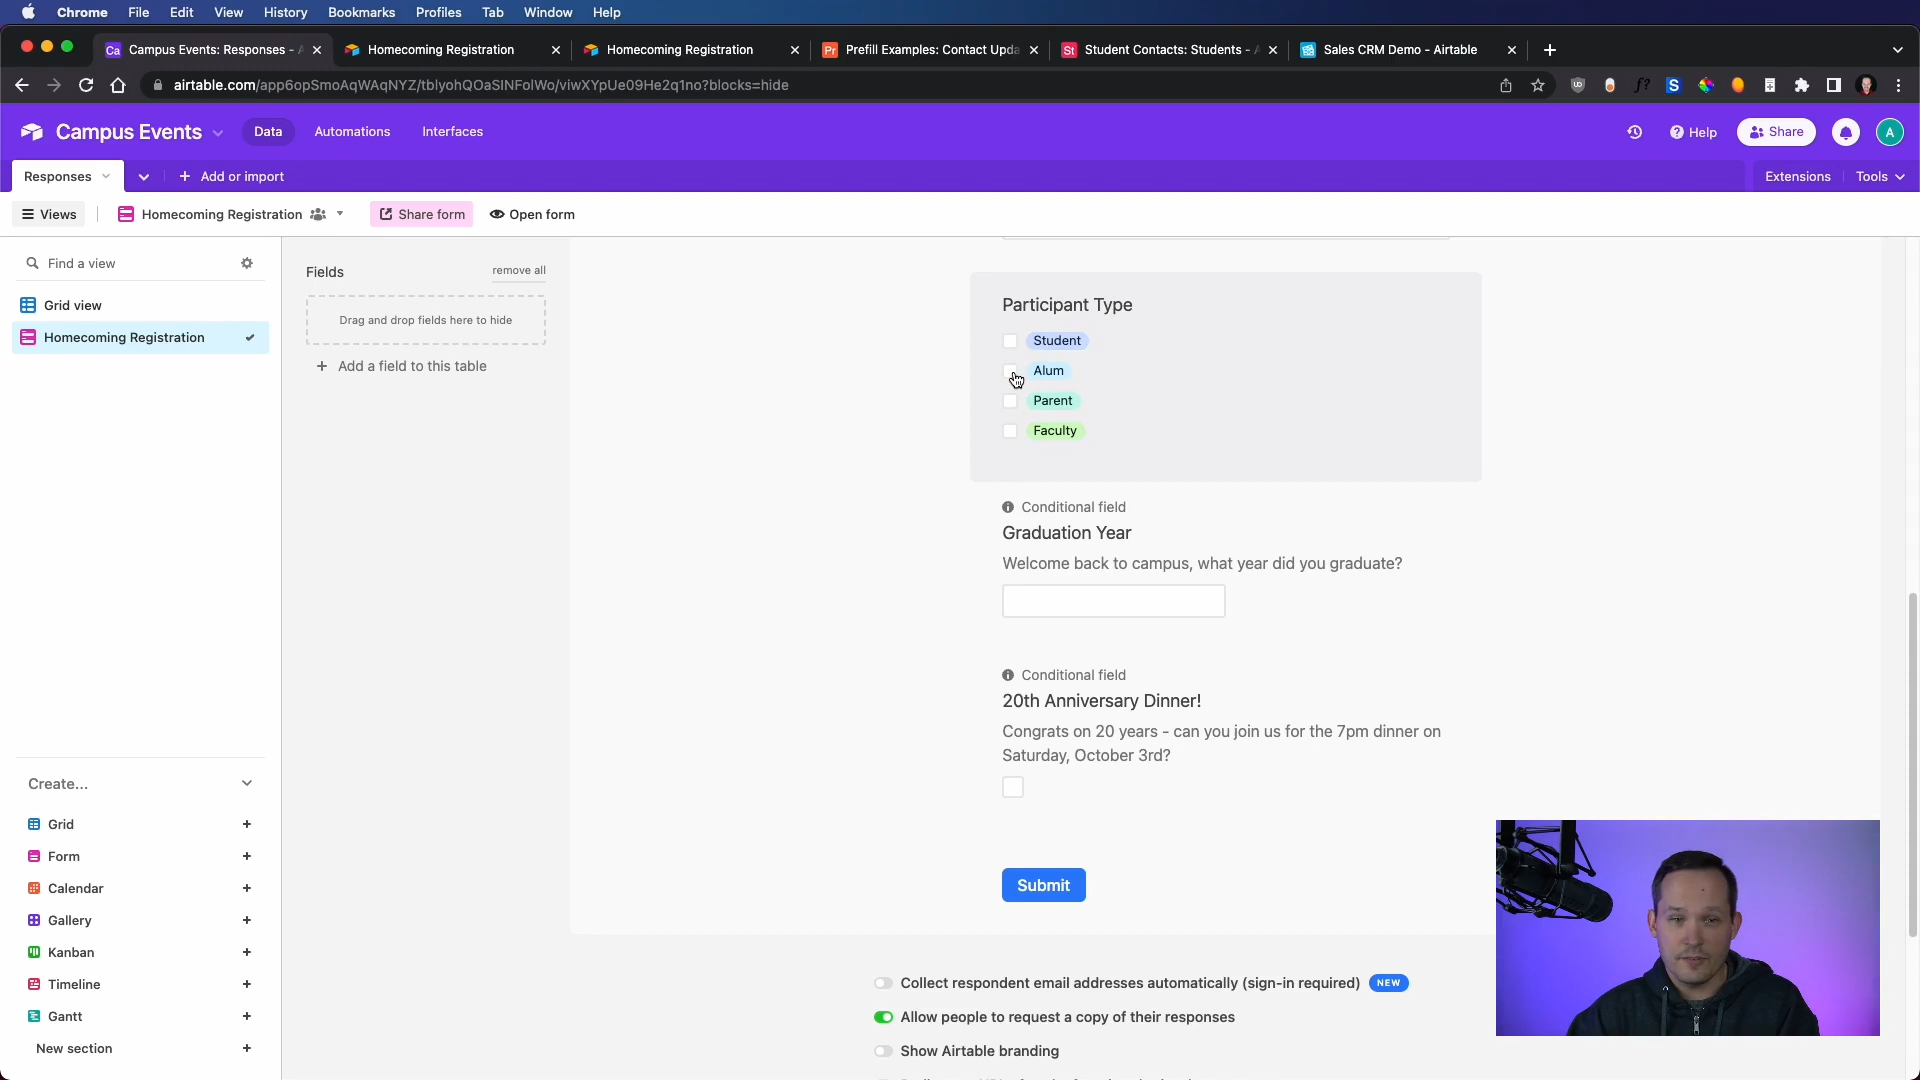 Chrome File Edit View History Bookmarks Profiles Tab Window Help
Ca Campus Events: Responses - A
Homecoming Registration
Homecoming Registration
Pr Prefill Examples: Contact Upda
St Student Contacts: Students - A
Sales CRM Demo - Airtable
airtable.com/app6opSmoAqWAqNYZ/tblyohQOaSINFolWo/viwXYpUe09He2q1no?blocks=hide
Campus Events
Data Automations Interfaces
Help Share A
Responses
Add or import
Extensions Tools
Views
Homecoming Registration
Share form Open form
Find a view
Grid view
Homecoming Registration
Create...
Grid
Form
Calendar
Gallery
Kanban
Timeline
Gantt
New section
Fields remove all
Drag and drop fields here to hide
Add a field to this table
Participant Type
Student
Alum
Parent
Faculty
Conditional field
Graduation Year
Welcome back to campus, what year did you graduate?
Conditional field
20th Anniversary Dinner!
Congrats on 20 years - can you join us for the 7pm dinner on
Saturday, October 3rd?
Submit
Collect respondent email addresses automatically (sign-in required) NEW
Allow people to request a copy of their responses
Show Airtable branding